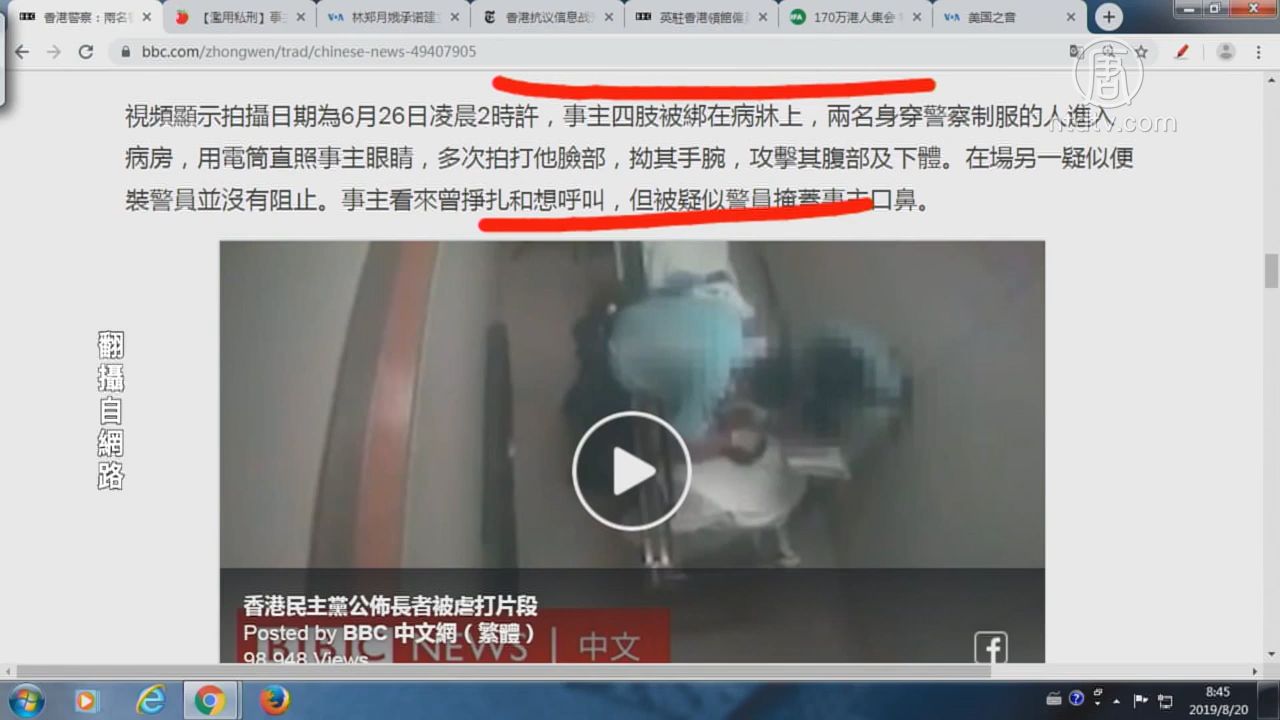 香港警察：兩名
【濫用私刑】事
林郑月娥承诺建
香港抗议信息战
英駐香港領館僱
170万港人集会
美国之音
bbc.com/zhongwen/trad/chinese-news-49407905
ntdtv.com
視頻顯示拍攝日期為6月26日凌晨2時許，事主四肢被綁在病牀上，兩名身穿警察制服的人進入
病房，用電筒直照事主眼睛，多次拍打他臉部，拗其手腕，攻擊其腹部及下體。在場另一疑似便
裝警員並沒有阻止。事主看來曾掙扎和想呼叫，但被疑似警員掩蓋事主口鼻。
翻攝自網路
香港民主黨公佈長者被虐打片段
Posted by BBC 中文網（繁體）
98,948 Views
BBC NEWS | 中文
8:45
2019/8/20